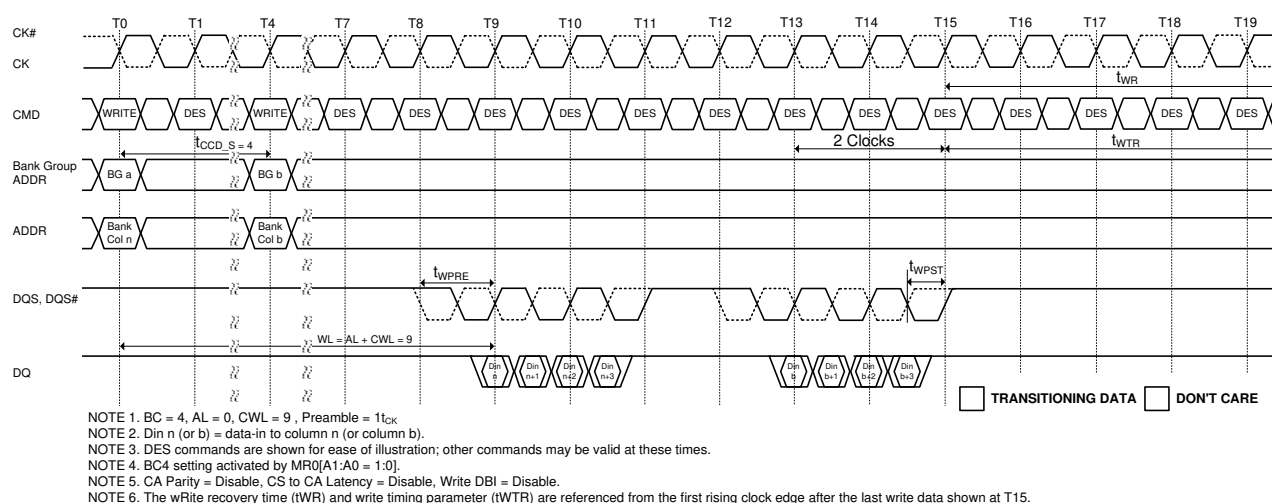 T0 T1 T4 T7 T8 T9 T10 T11 T12 T13 T14 T15 T16 T17 T18 T19
CK#
CK
tWR
CMD WRITE DES WRITE DES DES DES DES DES DES DES DES DES DES DES DES DES
tCCD_S = 4 2 Clocks tWTR
Bank Group
ADDR
BG a BG b
ADDR
Bank
Col n
Bank
Col b
tWPRE tWPST
DQS, DQS#
WL = AL + CWL = 9
DQ
Din
n
Din
n+1
Din
n+2
Din
n+3
Din
b
Din
b+1
Din
b+2
Din
b+3
TRANSITIONING DATA DON'T CARE
NOTE 1. BC = 4, AL = 0, CWL = 9 , Preamble = 1tCK
NOTE 2. Din n (or b) = data-in to column n (or column b).
NOTE 3. DES commands are shown for ease of illustration; other commands may be valid at these times.
NOTE 4. BC4 setting activated by MR0[A1:A0 = 1:0].
NOTE 5. CA Parity = Disable, CS to CA Latency = Disable, Write DBI = Disable.
NOTE 6. The wRite recovery time (tWR) and write timing parameter (tWTR) are referenced from the first rising clock edge after the last write data shown at T15.